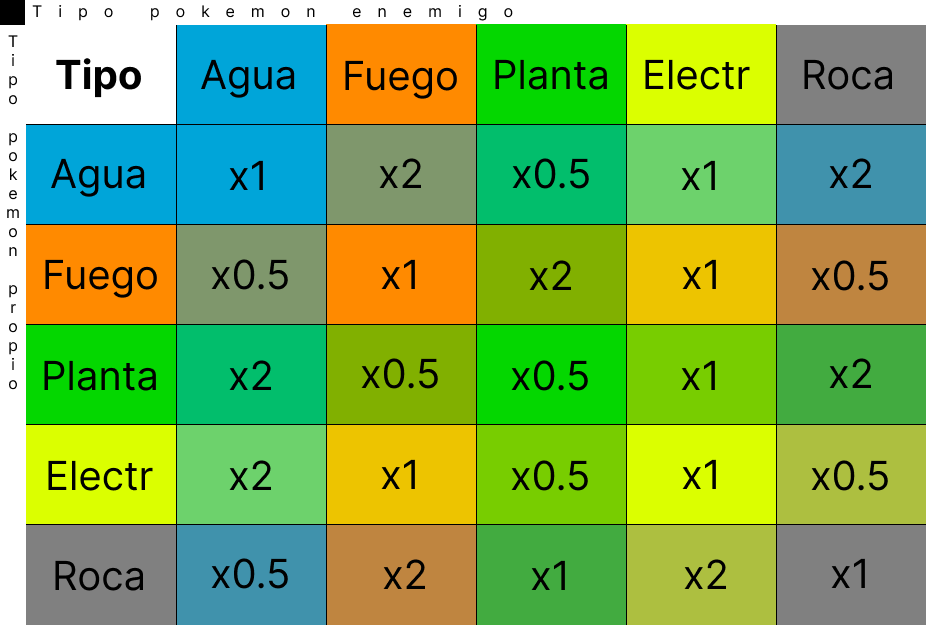 Tipo pokemon enemigo
Tipo pokemon propio
Tipo Agua Fuego Planta Electr Roca
Agua x1 x2 x0.5 x1 x2
Fuego x0.5 x1 x2 x1 x0.5
Planta x2 x0.5 x0.5 x1 x2
Electr x2 x1 x0.5 x1 x0.5
Roca x0.5 x2 x1 x2 x1